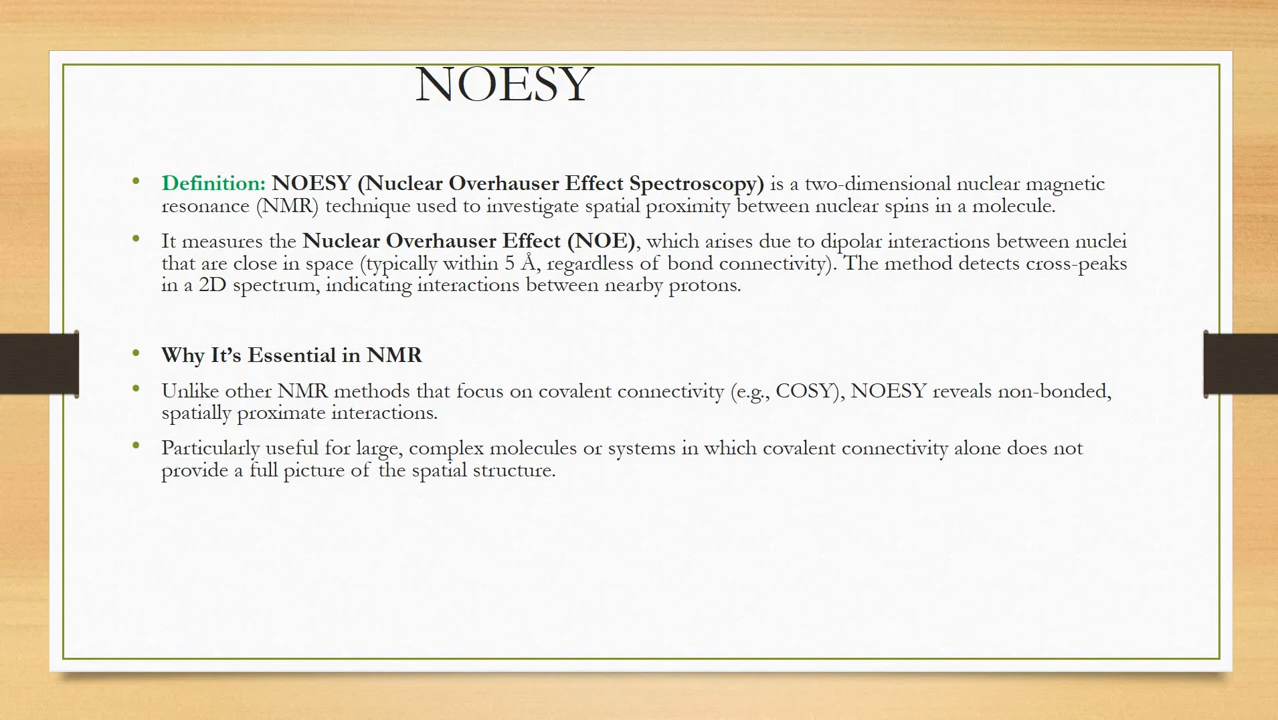 NOESY
• Definition: NOESY (Nuclear Overhauser Effect Spectroscopy) is a two-dimensional nuclear magnetic
resonance (NMR) technique used to investigate spatial proximity between nuclear spins in a molecule.
• It measures the Nuclear Overhauser Effect (NOE), which arises due to dipolar interactions between nuclei
that are close in space (typically within 5 Å, regardless of bond connectivity). The method detects cross-peaks
in a 2D spectrum, indicating interactions between nearby protons.
• Why It’s Essential in NMR
• Unlike other NMR methods that focus on covalent connectivity (e.g., COSY), NOESY reveals non-bonded,
spatially proximate interactions.
• Particularly useful for large, complex molecules or systems in which covalent connectivity alone does not
provide a full picture of the spatial structure.